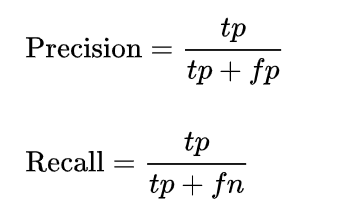 Precision = tp / (tp + fp)
Recall = tp / (tp + fn)